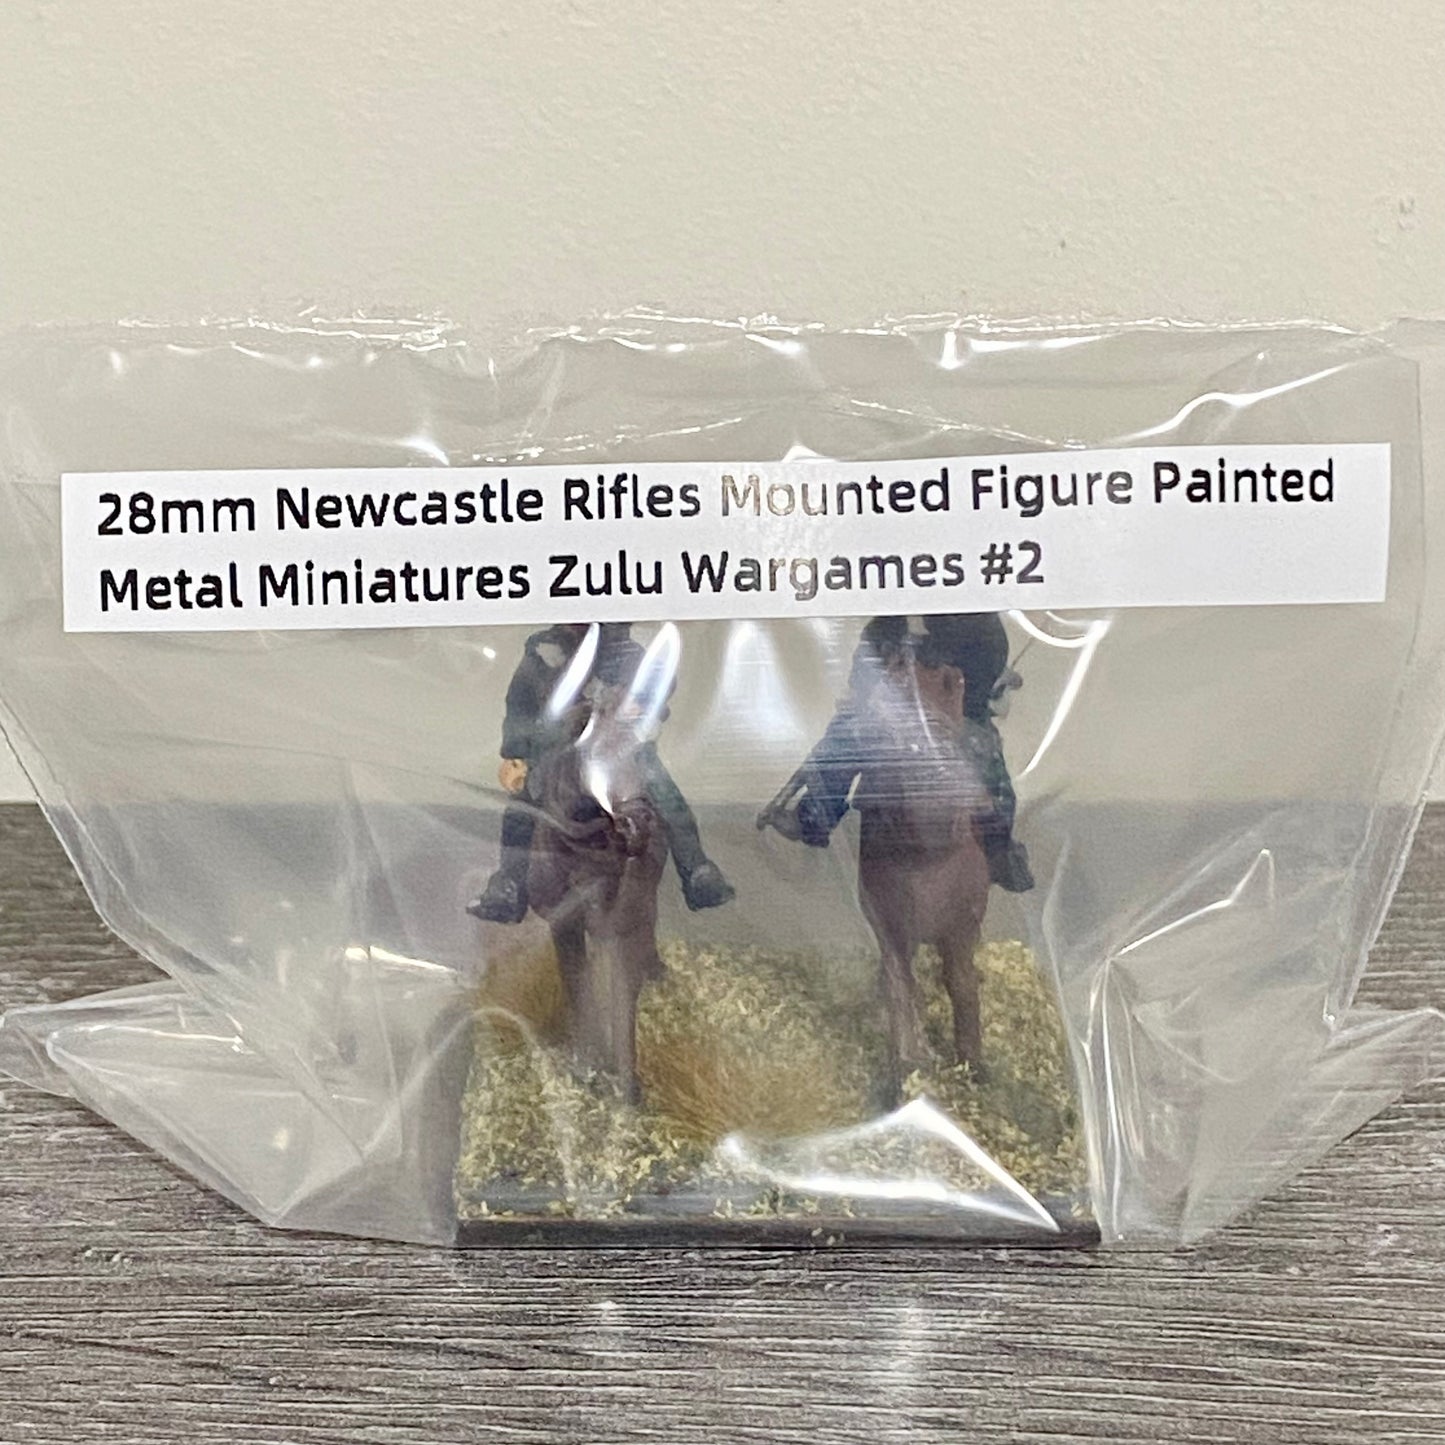 28mm Newcastle Rifles Mounted Figure Painted
Metal Miniatures Zulu Wargames #2